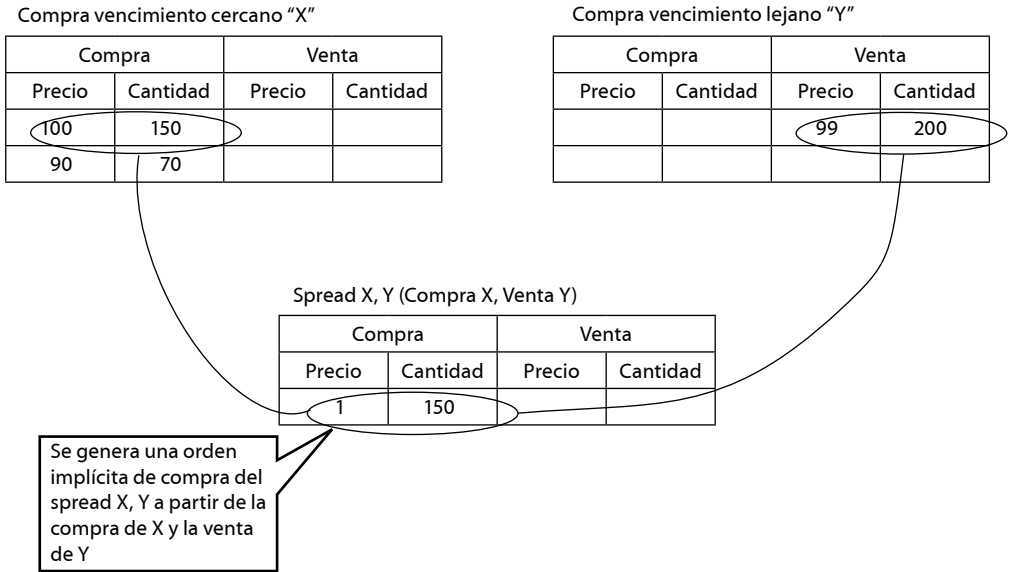 Compra vencimiento cercano “X”
Compra Venta
Precio Cantidad Precio Cantidad
100 150
90 70
Compra vencimiento lejano “Y”
Compra Venta
Precio Cantidad Precio Cantidad
99 200
Spread X, Y (Compra X, Venta Y)
Compra Venta
Precio Cantidad Precio Cantidad
1 150
Se genera una orden
implícita de compra del
spread X, Y a partir de la
compra de X y la venta
de Y